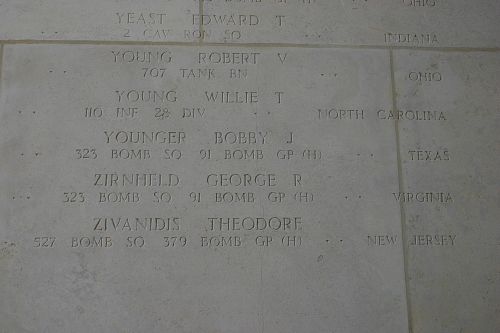 OHIO
YEAST EDWARD T
2 CAV RCN SQ · · · INDIANA
YOUNG ROBERT V
· · · 707 TANK BN · · · OHIO
YOUNG WILLIE T
· · · 110 INF 28 DIV · · · NORTH CAROLINA
YOUNGER BOBBY J
· · · 323 BOMB SQ 91 BOMB GP (H) · · · TEXAS
ZIRNHELD GEORGE R
· · · 323 BOMB SQ 91 BOMB GP (H) · · · VIRGINIA
ZIVANIDIS THEODORE
· · · 527 BOMB SQ 379 BOMB GP (H) · · · NEW JERSEY